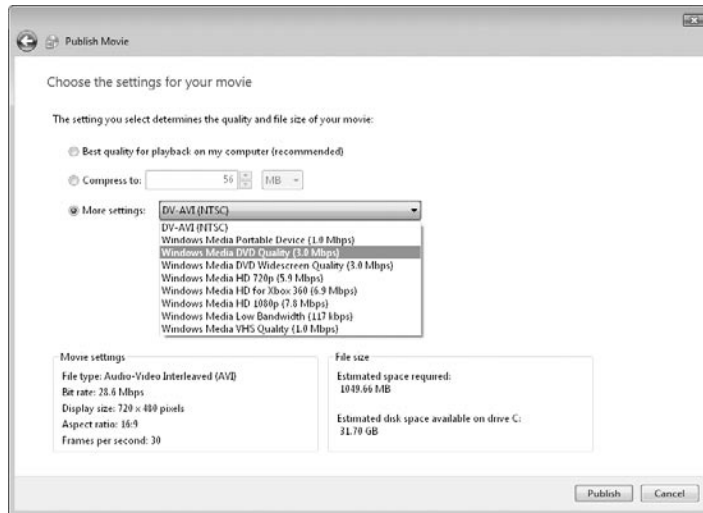 Publish Movie
Choose the settings for your movie
The setting you select determines the quality and file size of your movie:
Best quality for playback on my computer (recommended)
Compress to: 56 MB
More settings: DV-AVI (NTSC)
DV-AVI (NTSC)
Windows Media Portable Device (1.0 Mbps)
Windows Media DVD Quality (3.0 Mbps)
Windows Media DVD Widescreen Quality (3.0 Mbps)
Windows Media HD 720p (5.9 Mbps)
Windows Media HD for Xbox 360 (6.9 Mbps)
Windows Media HD 1080p (7.8 Mbps)
Windows Media Low Bandwidth (117 kbps)
Windows Media VHS Quality (1.0 Mbps)
Movie settings
File type: Audio-Video Interleaved (AVI)
Bit rate: 28.6 Mbps
Display size: 720 x 480 pixels
Aspect ratio: 16:9
Frames per second: 30
File size
Estimated space required:
1049.66 MB
Estimated disk space available on drive C:
31.70 GB
Publish Cancel